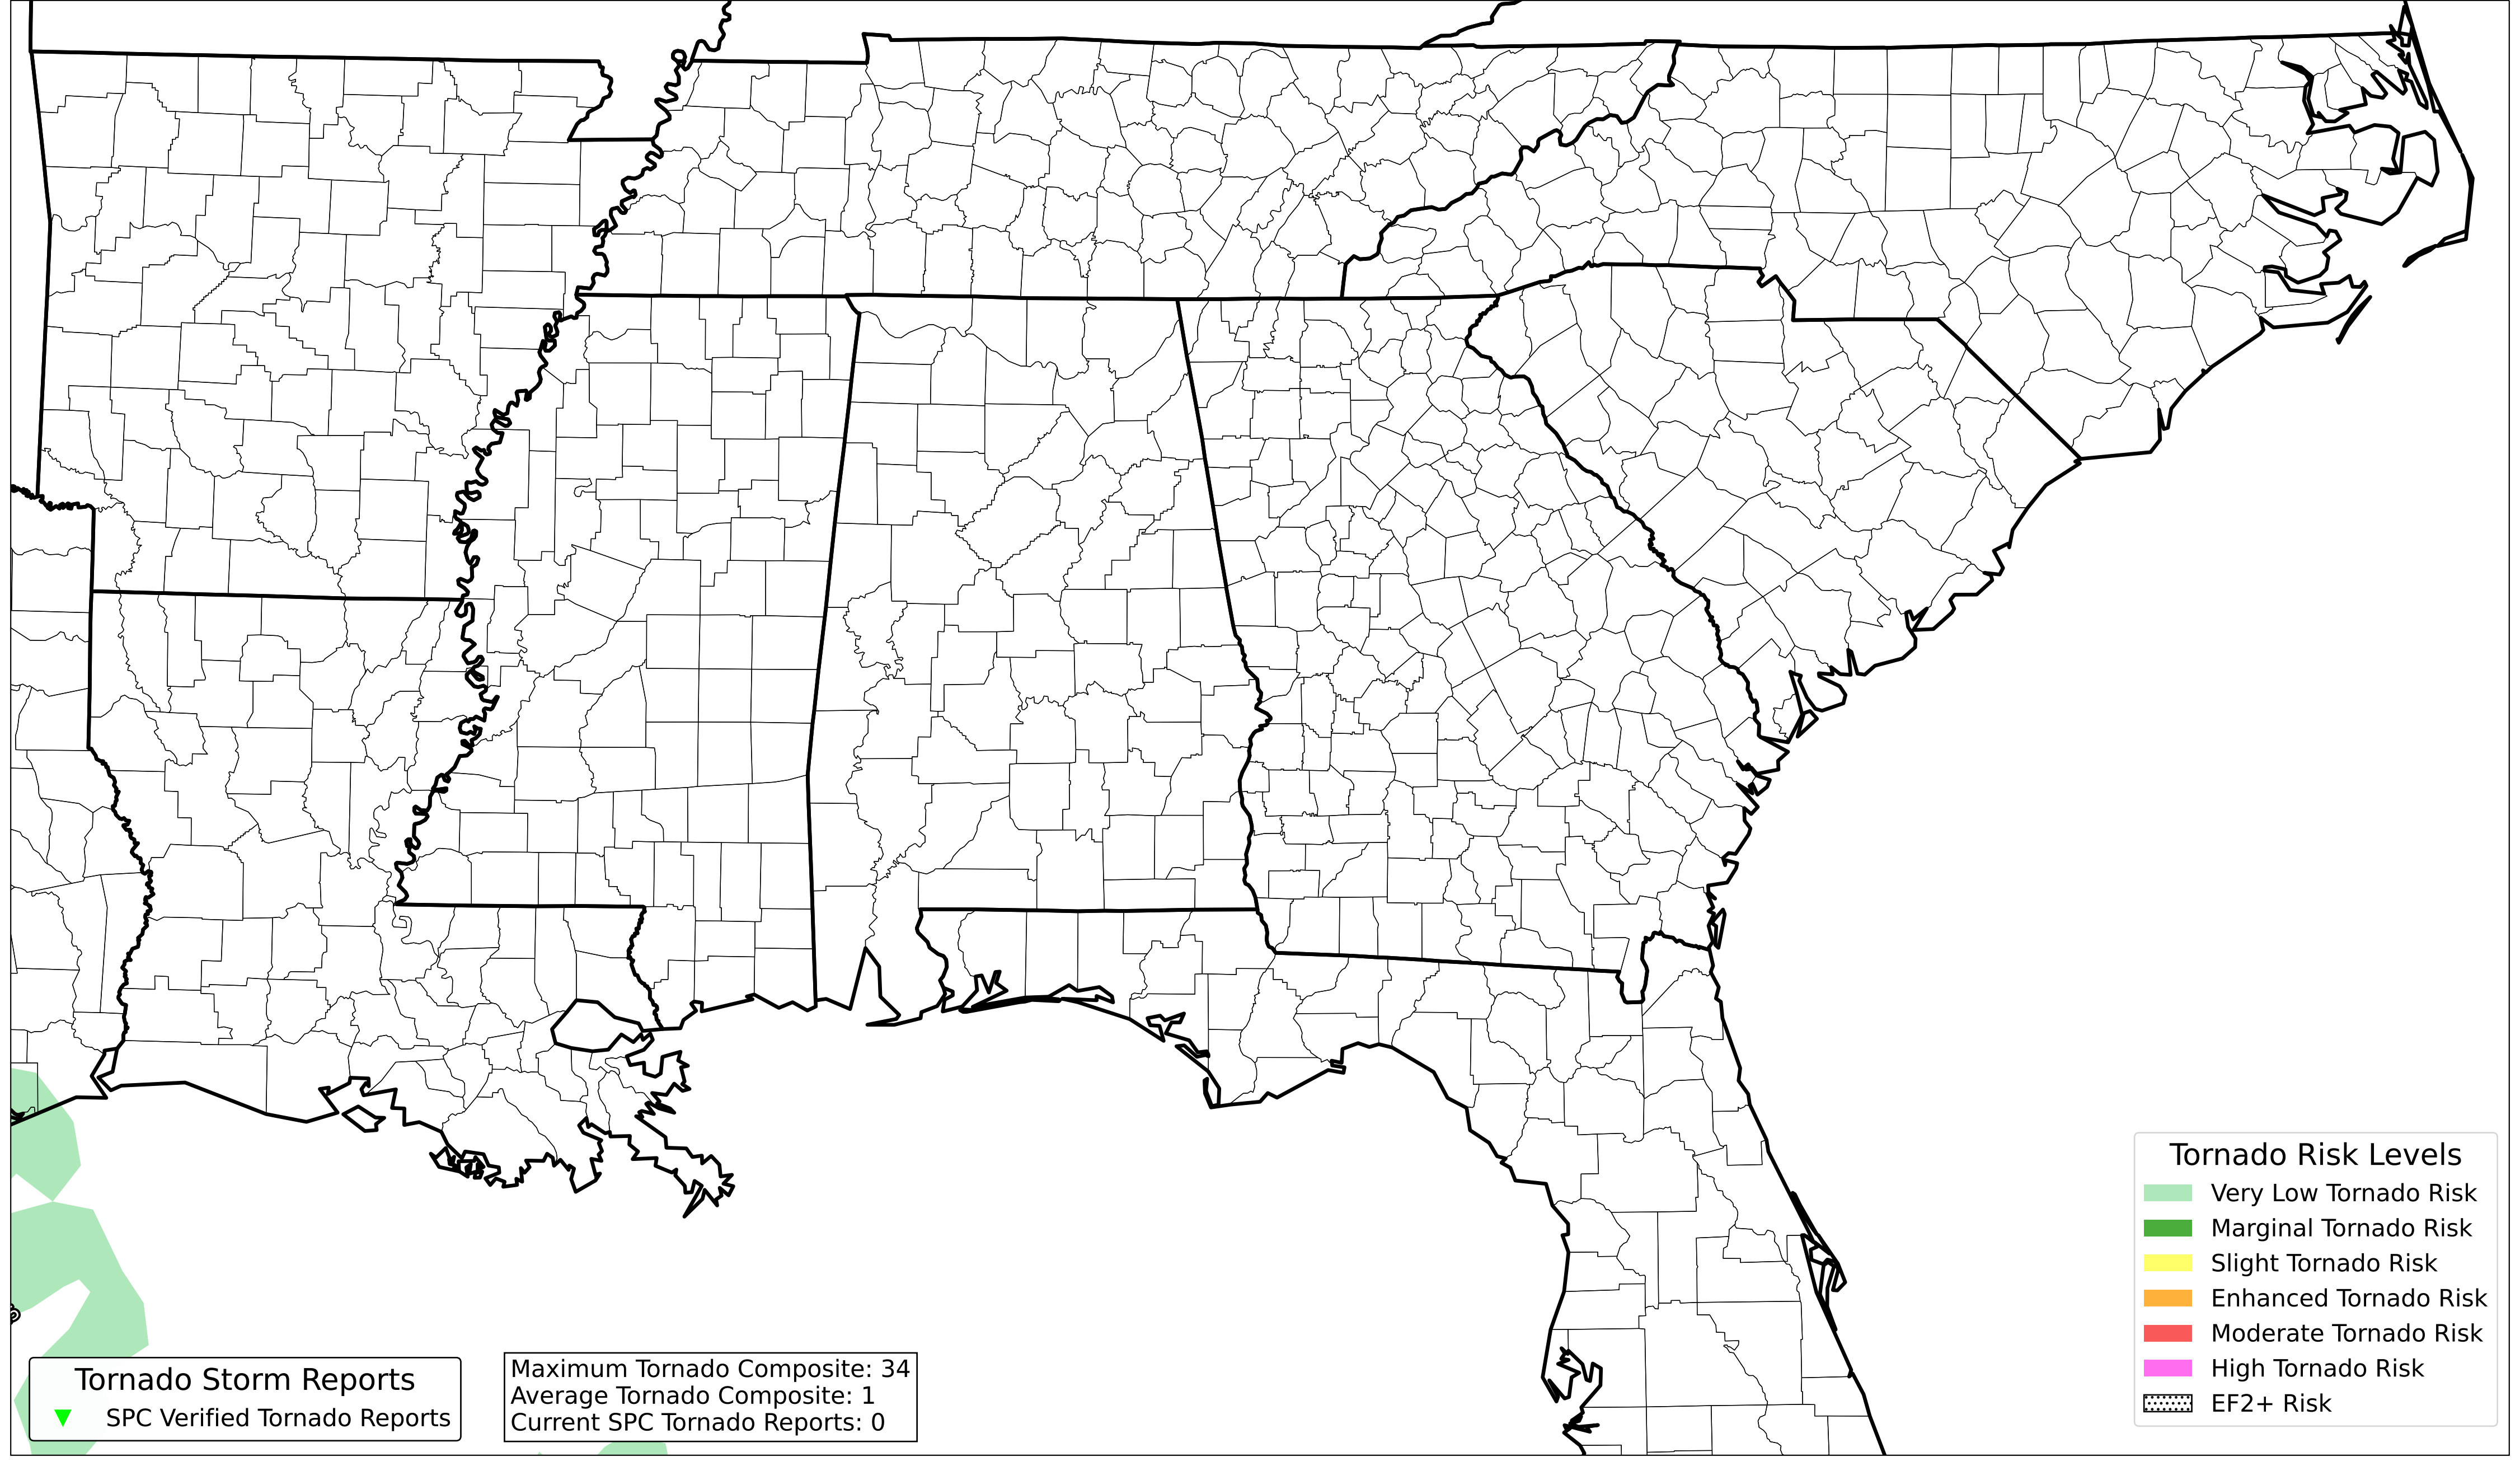 Tornado Risk Levels
Very Low Tornado Risk
Marginal Tornado Risk
Slight Tornado Risk
Enhanced Tornado Risk
Moderate Tornado Risk
High Tornado Risk
EF2+ Risk
Tornado Storm Reports
SPC Verified Tornado Reports
Maximum Tornado Composite: 34
Average Tornado Composite: 1
Current SPC Tornado Reports: 0